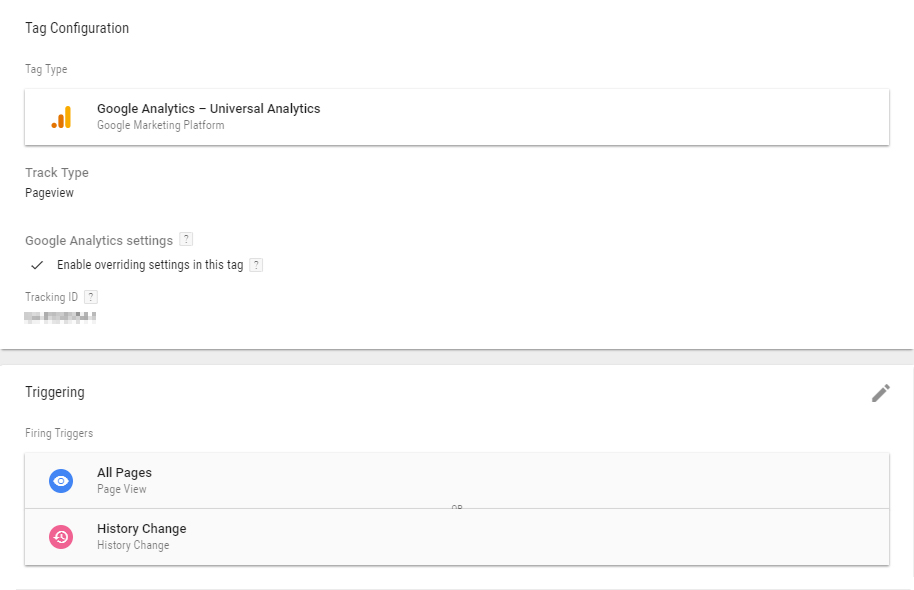 Tag Configuration
Tag Type
Google Analytics – Universal Analytics
Google Marketing Platform
Track Type
Pageview
Google Analytics settings ?
Enable overriding settings in this tag ?
Tracking ID ?
Triggering
Firing Triggers
All Pages
Page View
OR
History Change
History Change